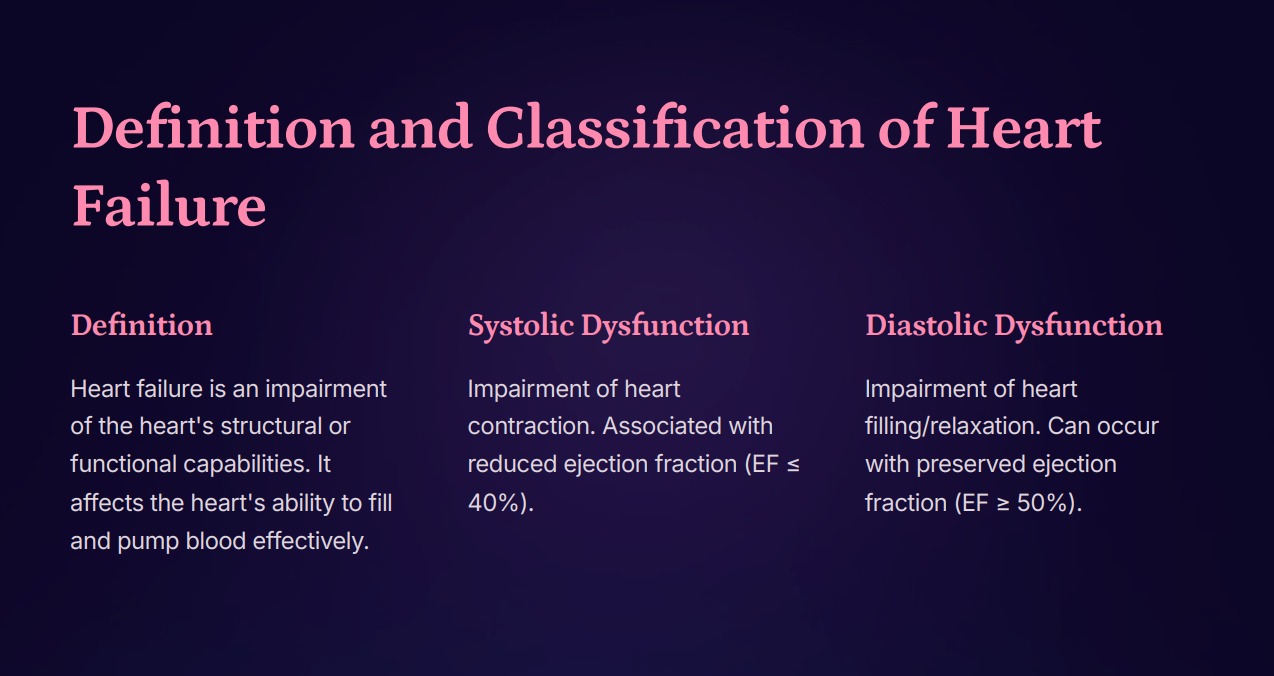 Definition and Classification of Heart
Failure
Definition
Heart failure is an impairment
of the heart's structural or
functional capabilities. It
affects the heart's ability to fill
and pump blood effectively.
Systolic Dysfunction
Impairment of heart
contraction. Associated with
reduced ejection fraction (EF ≤
40%).
Diastolic Dysfunction
Impairment of heart
filling/relaxation. Can occur
with preserved ejection
fraction (EF ≥ 50%).